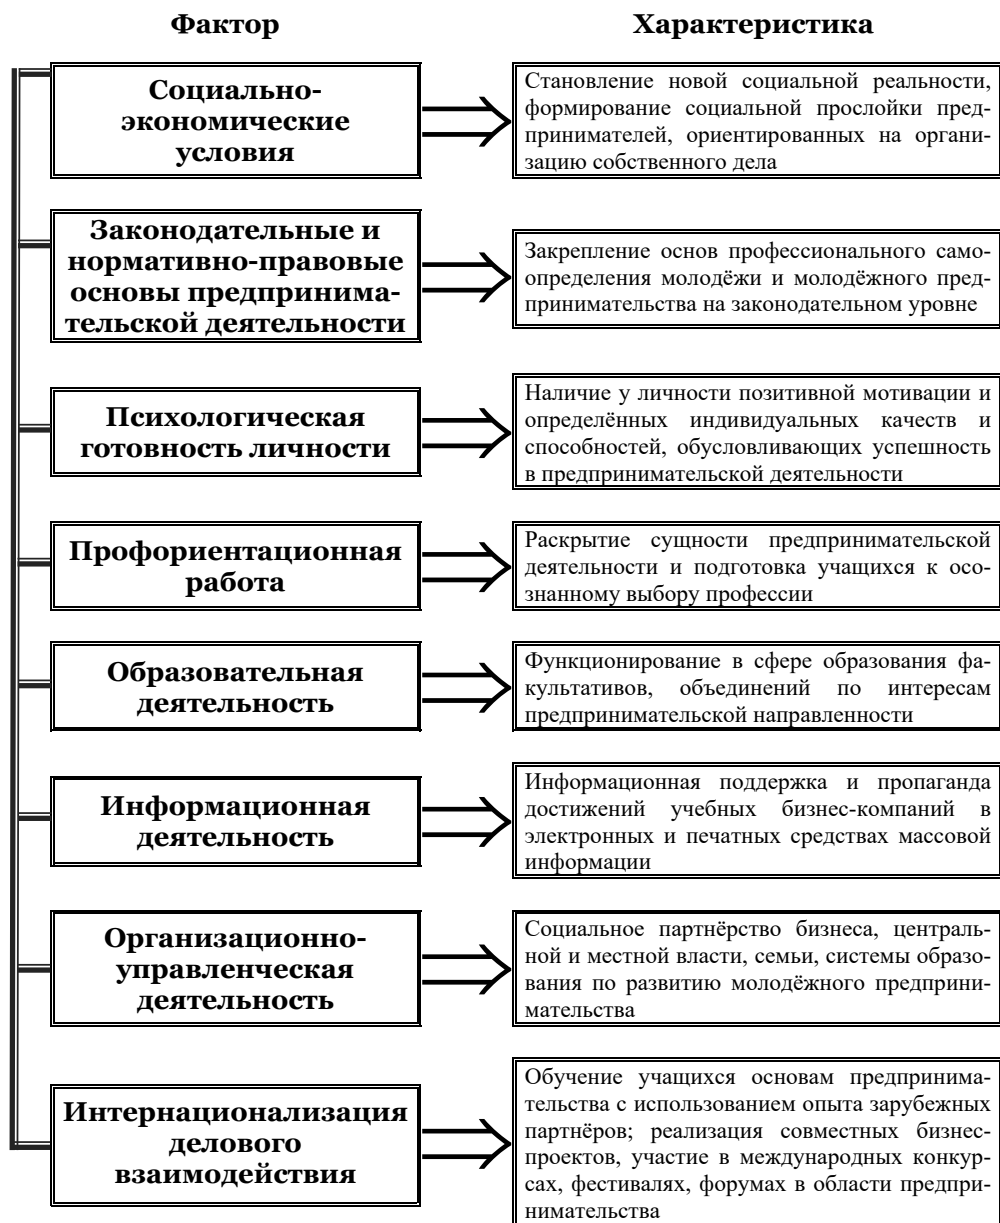 Фактор
Характеристика
Социально-
экономические
условия
Становление новой социальной реальности,
формирование социальной прослойки пред-
принимателей, ориентированных на органи-
зацию собственного дела
Законодательные и
нормативно-правовые
основы предпринима-
тельской деятельности
Закрепление основ профессионального само-
определения молодёжи и молодёжного пред-
принимательства на законодательном уровне
Психологическая
готовность личности
Наличие у личности позитивной мотивации и
определённых индивидуальных качеств и
способностей, обусловливающих успешность
в предпринимательской деятельности
Профориентационная
работа
Раскрытие сущности предпринимательской
деятельности и подготовка учащихся к осо-
знанному выбору профессии
Образовательная
деятельность
Функционирование в сфере образования фа-
культативов, объединений по интересам
предпринимательской направленности
Информационная
деятельность
Информационная поддержка и пропаганда
достижений учебных бизнес-компаний в
электронных и печатных средствах массовой
информации
Организационно-
управленческая
деятельность
Социальное партнёрство бизнеса, централь-
ной и местной власти, семьи, системы образо-
вания по развитию молодёжного предприни-
мательства
Интернационализация
делового
взаимодействия
Обучение учащихся основам предпринима-
тельства с использованием опыта зарубежных
партнёров; реализация совместных бизнес-
проектов, участие в международных конкур-
сах, фестивалях, форумах в области предпри-
нимательства